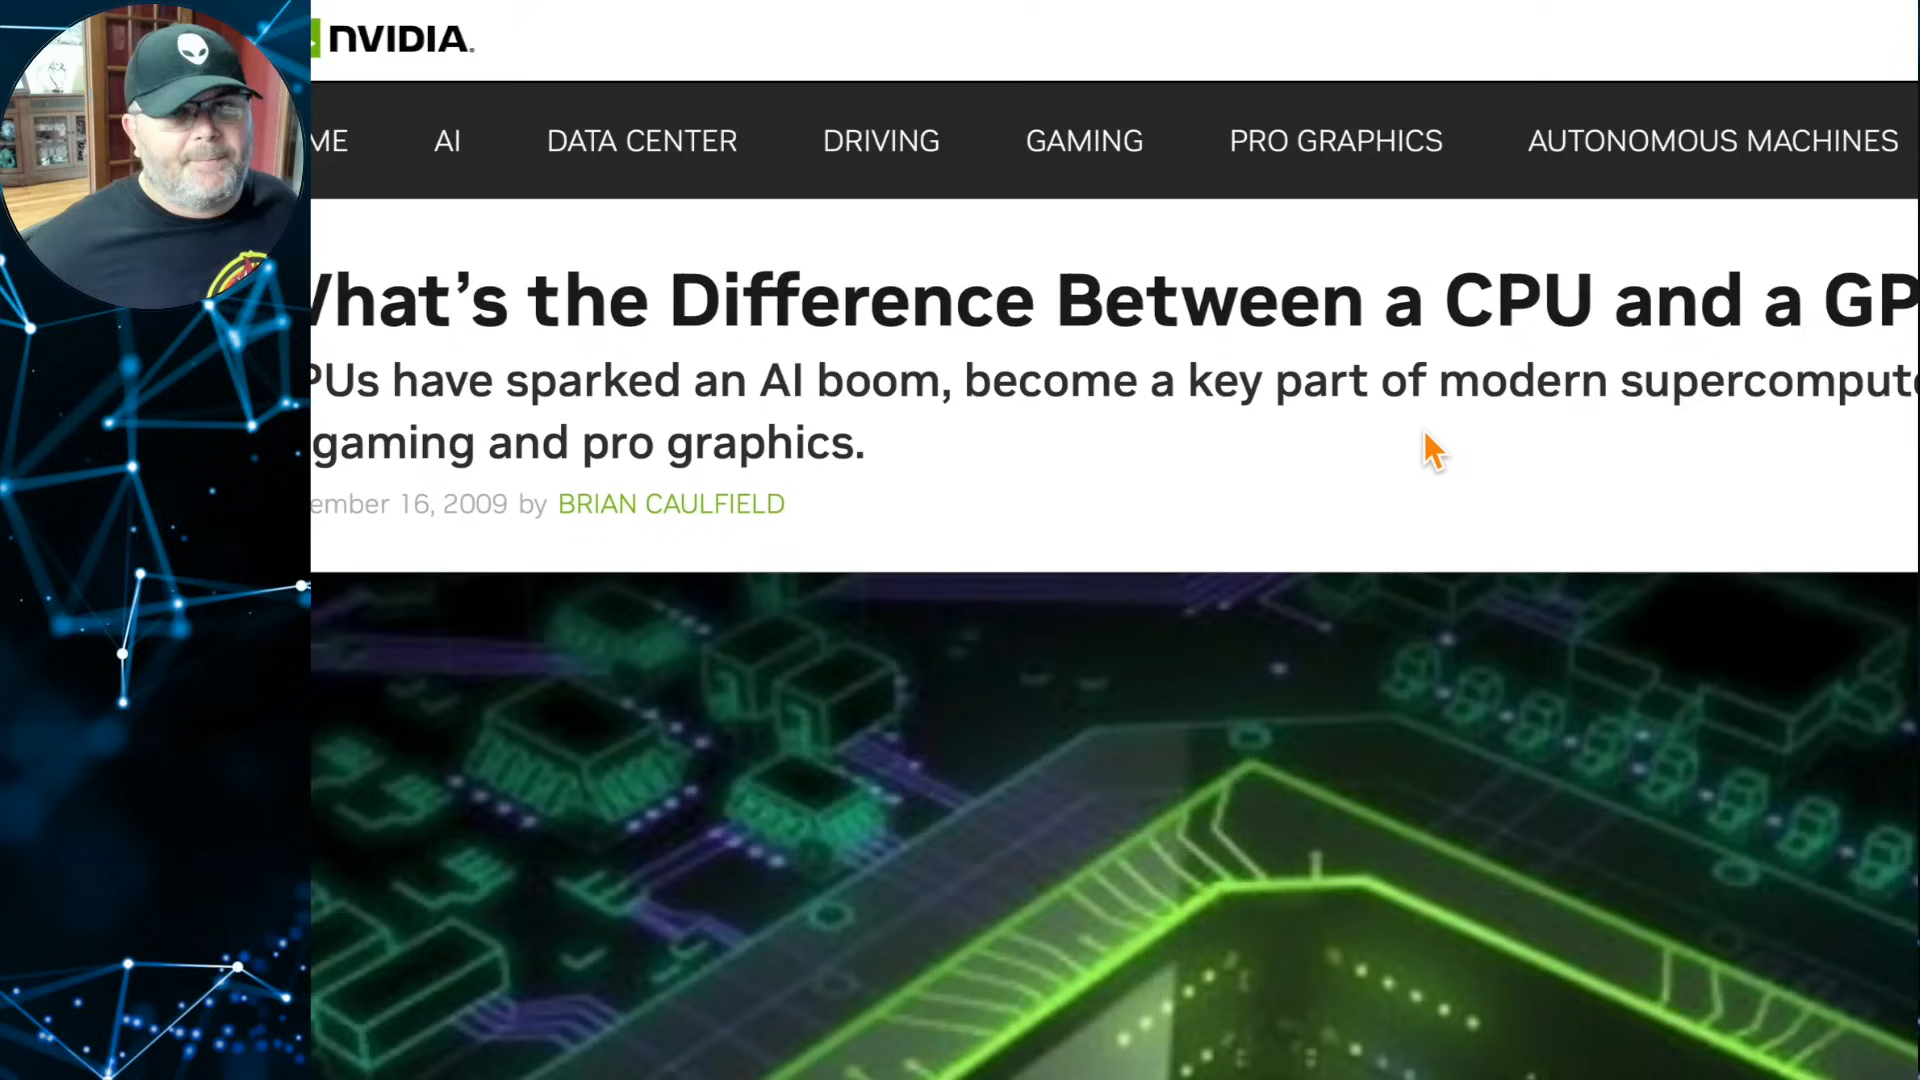 NVIDIA.
ME AI DATA CENTER DRIVING GAMING PRO GRAPHICS AUTONOMOUS MACHINES
hat's the Difference Between a CPU and a GP
PUs have sparked an AI boom, become a key part of modern supercompute
gaming and pro graphics.
ember 16, 2009 by BRIAN CAULFIELD